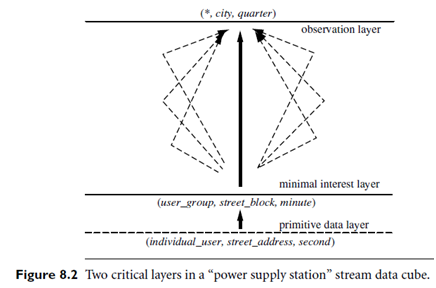 (*, city, quarter)
observation layer
minimal interest layer
(user_group, street_block, minute)
primitive data layer
(individual_user, street_address, second)
Figure 8.2 Two critical layers in a “power supply station” stream data cube.